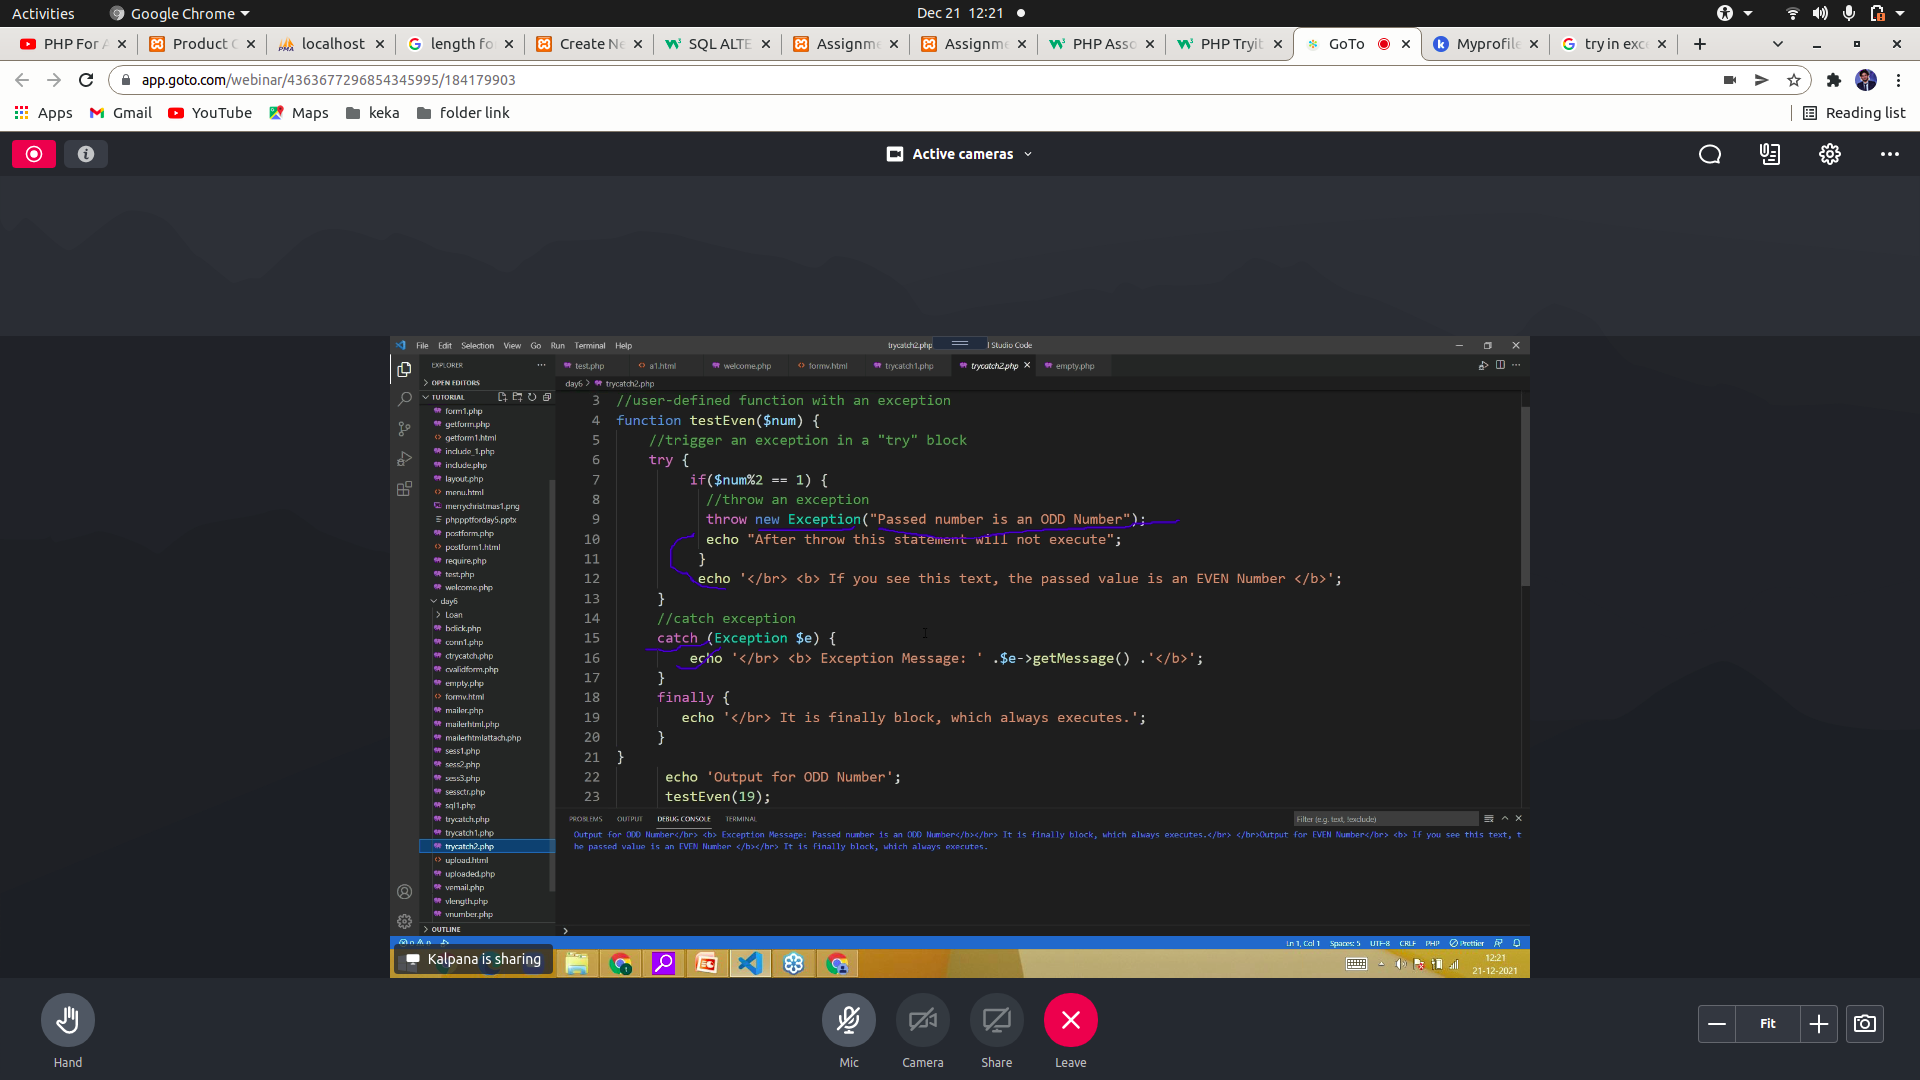 Activities Google Chrome Dec 21 12:21
PHP For A Product C localhost length fo Create Ne SQL ALTE Assignme Assignme PHP Asso PHP Tryit GoTo Myprofile try in exc
app.goto.com/webinar/4363677296854345995/184179903
Apps Gmail YouTube Maps keka folder link Reading list
Active cameras
File Edit Selection View Go Run Terminal Help trycatch2.php l Studio Code
EXPLORER test.php a1.html welcome.php formv.html trycatch1.php trycatch2.php empty.php
OPEN EDITORS
day6 > trycatch2.php
TUTORIAL
form1.php
getform.php
getform1.html
include_1.php
include.php
layout.php
menu.html
merrychristmas1.png
phppptforday5.pptx
postform.php
postform1.html
require.php
test.php
welcome.php
day6
Loan
bclick.php
conn1.php
ctrycatch.php
cvalidform.php
empty.php
formv.html
mailer.php
mailerhtml.php
mailerhtmlattach.php
sess1.php
sess2.php
sess3.php
sessctr.php
sql1.php
trycatch.php
trycatch1.php
trycatch2.php
upload.html
uploaded.php
vemail.php
vlength.php
vnumber.php
OUTLINE
3 //user-defined function with an exception
4 function testEven($num) {
5 //trigger an exception in a "try" block
6 try {
7 if($num%2 == 1) {
8 //throw an exception
9 throw new Exception("Passed number is an ODD Number");
10 echo "After throw this statement will not execute";
11 }
12 echo '</br> <b> If you see this text, the passed value is an EVEN Number </b>';
13 }
14 //catch exception
15 catch (Exception $e) {
16 echo '</br> <b> Exception Message: ' .$e->getMessage() .'</b>';
17 }
18 finally {
19 echo '</br> It is finally block, which always executes.';
20 }
21 }
22 echo 'Output for ODD Number';
23 testEven(19);
PROBLEMS OUTPUT DEBUG CONSOLE TERMINAL Filter (e.g. text, !exclude)
Output for ODD Number</br> <b> Exception Message: Passed number is an ODD Number</b></br> It is finally block, which always executes.</br> </br>Output for EVEN Number</br> <b> If you see this text, t
he passed value is an EVEN Number </b></br> It is finally block, which always executes.
Ln 1, Col 1 Spaces: 5 UTF-8 CRLF PHP Prettier
Kalpana is sharing
12:21
21-12-2021
Hand Mic Camera Share Leave Fit